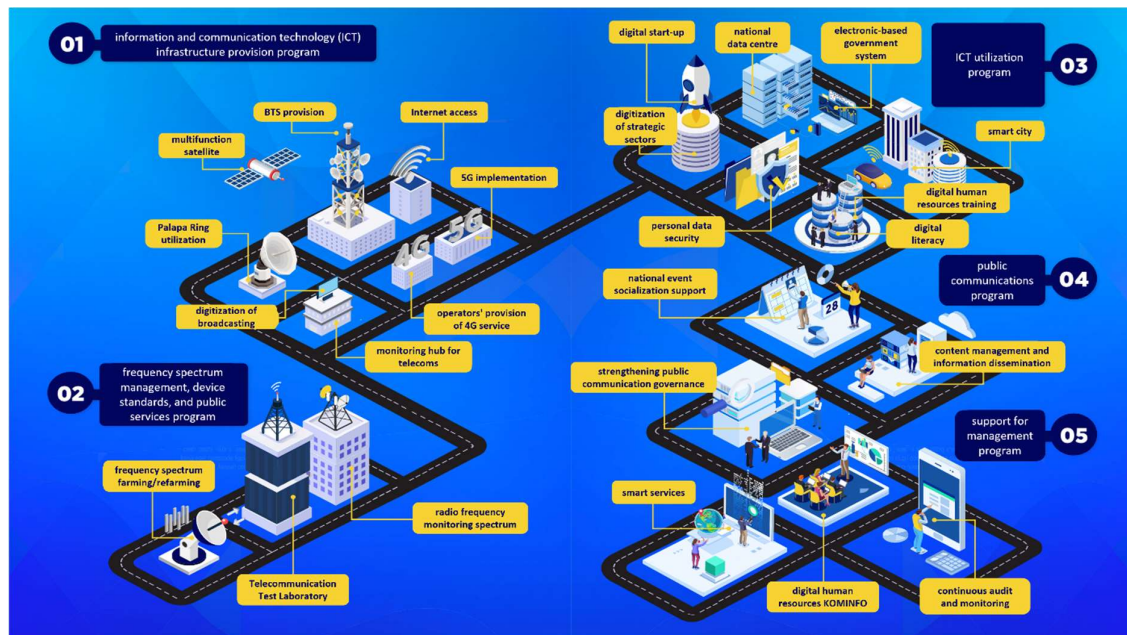 01
information and communication technology (ICT)
infrastructure provision program
BTS provision
Internet access
multifunction
satellite
5G implementation
Palapa Ring
utilization
digitization of
broadcasting
operators' provision
of 4G service
monitoring hub for
telecoms
4G
5G
02
frequency spectrum
management, device
standards, and public
services program
frequency spectrum
farming/refarming
radio frequency
monitoring spectrum
Telecommunication
Test Laboratory
03
ICT utilization
program
digital start-up
national
data centre
electronic-based
government
system
digitization
of strategic
sectors
smart city
digital human
resources training
personal data
security
digital
literacy
04
public
communications
program
national event
socialization support
28
content management and
information dissemination
strengthening public
communication governance
05
support for
management
program
smart services
digital human
resources KOMINFO
continuous audit
and monitoring